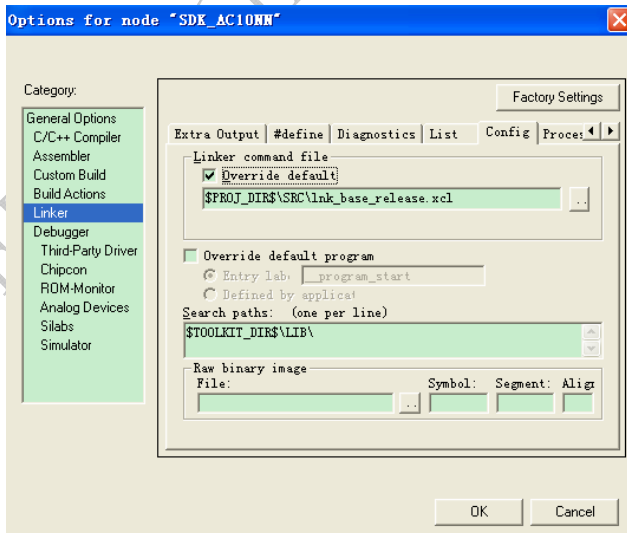 Options for node "SDK_AC10NN"
Category:
Factory Settings
General Options
C/C++ Compiler
Assembler
Custom Build
Build Actions
Linker
Debugger
Third-Party Driver
Chipcon
ROM-Monitor
Analog Devices
Silabs
Simulator
Extra Output #define Diagnostics List Config Proces
Linker command file
Override default
$PROJ_DIR$\SRC\lnk_base_release.xcl
..
Override default program
Entry lab. __program_start
Defined by applicat
Search paths: (one per line)
$TOOLKIT_DIR$\LIB\
Raw binary image
File: Symbol: Segment: Align
..
OK Cancel